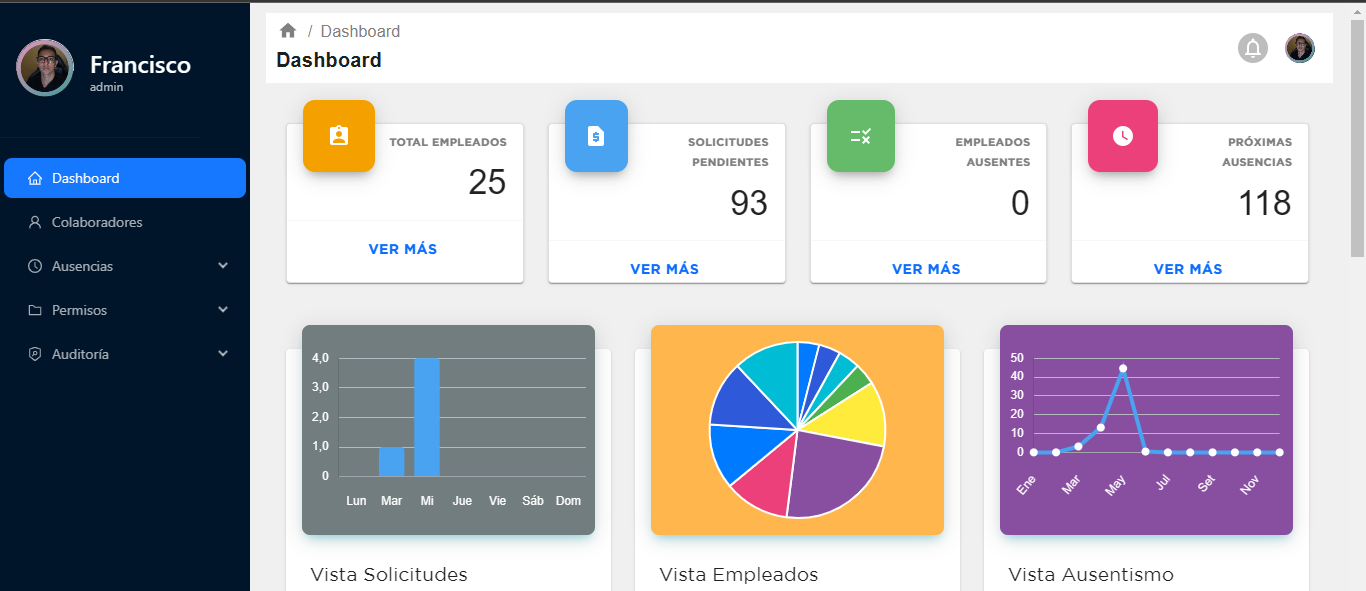 Francisco
admin
Dashboard
Colaboradores
Ausencias
Permisos
Auditoría
/ Dashboard
Dashboard
TOTAL EMPLEADOS
25
VER MÁS
SOLICITUDES
PENDIENTES
93
VER MÁS
EMPLEADOS
AUSENTES
0
VER MÁS
PRÓXIMAS
AUSENCIAS
118
VER MÁS
4,0
3,0
2,0
1,0
0
Lun Mar Mi Jue Vie Sáb Dom
Vista Solicitudes
Vista Empleados
50
40
30
20
10
0
Ene Mar May Jul Set Nov
Vista Ausentismo